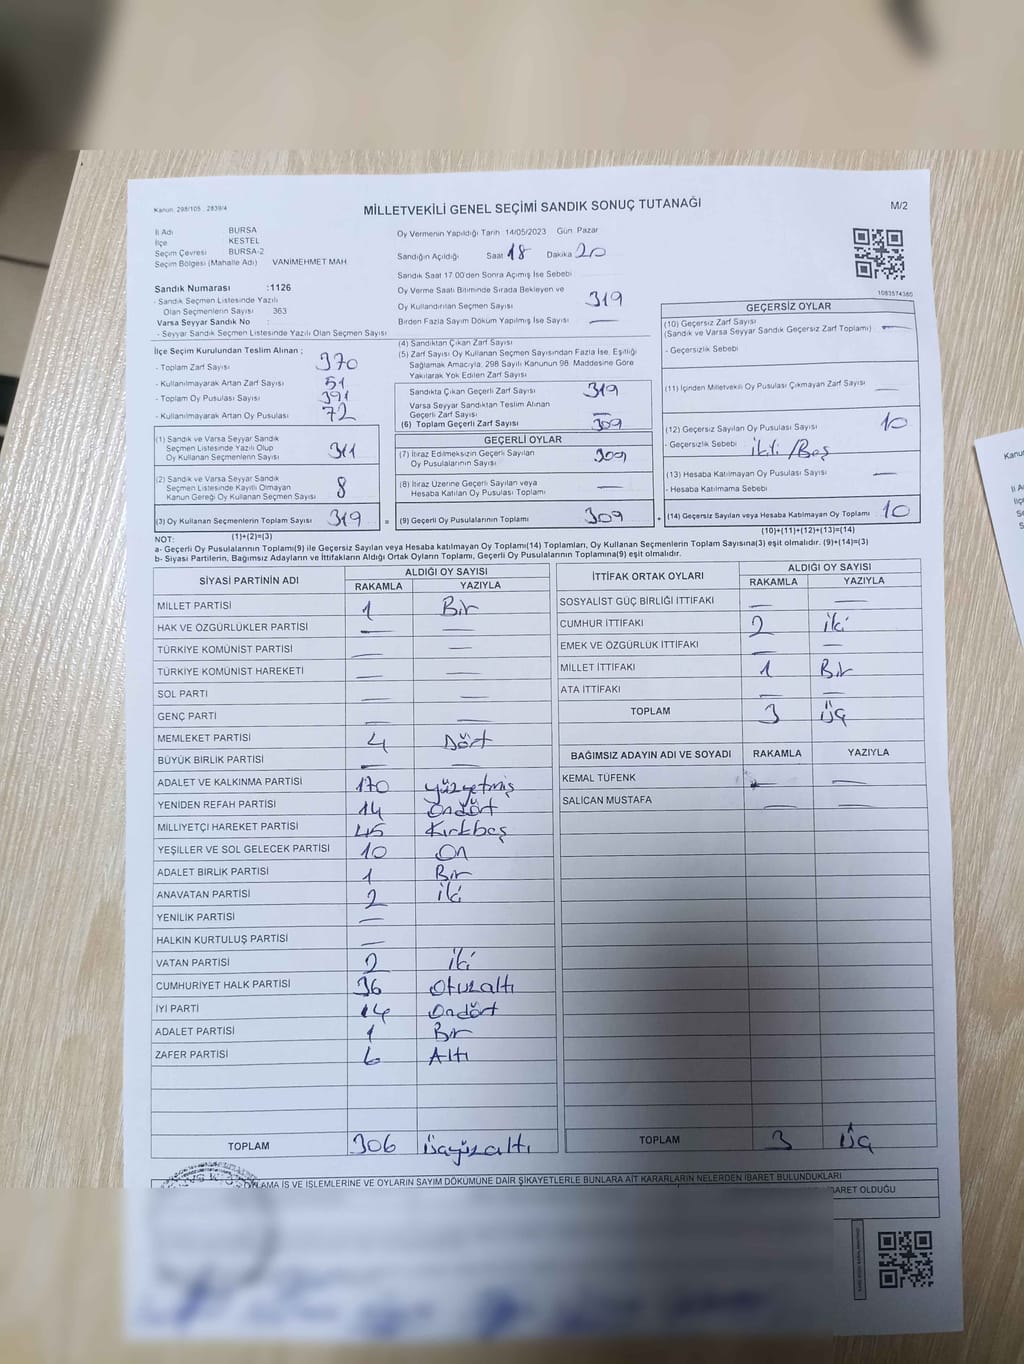 Kanun: 298/105, 2839/4
MİLLETVEKİLİ GENEL SEÇİMİ SANDIK SONUÇ TUTANAĞI
M/2
İl Adı BURSA
İlçe KESTEL
Seçim Çevresi BURSA-2
Seçim Bölgesi (Mahalle Adı) VANİMEHMET MAH.
Sandık Numarası :1126
- Sandık Seçmen Listesinde Yazılı
Olan Seçmenlerin Sayısı 363
Varsa Seyyar Sandık No :
- Seyyar Sandık Seçmen Listesinde Yazılı Olan Seçmen Sayısı
Oy Vermenin Yapıldığı Tarih 14/05/2023 Gün Pazar
Sandığın Açıldığı Saat 18 Dakika 20
Sandık Saat 17.00'den Sonra Açımış İse Sebebi
Oy Verme Saati Bitiminde Sırada Bekleyen ve
Oy Kullandırılan Seçmen Sayısı 319
Birden Fazla Sayım Döküm Yapılmış İse Sayısı —
1083574380
İlçe Seçim Kurulundan Teslim Alınan ;
- Toplam Zarf Sayısı 370
- Kullanılmayarak Artan Zarf Sayısı 51
- Toplam Oy Pusulası Sayısı 391
- Kullanılmayarak Artan Oy Pusulası 72
(1) Sandık ve Varsa Seyyar Sandık
Seçmen Listesinde Yazılı Olup
Oy Kullanan Seçmenlerin Sayısı 311
(2) Sandık ve Varsa Seyyar Sandık
Seçmen Listesinde Kayıtlı Olmayan
Kanun Gereği Oy Kullanan Seçmen Sayısı 8
(3) Oy Kullanan Seçmenlerin Toplam Sayısı 319
(4) Sandıktan Çıkan Zarf Sayısı
(5) Zarf Sayısı Oy Kullanan Seçmen Sayısından Fazla İse, Eşitliği
Sağlamak Amacıyla, 298 Sayılı Kanunun 98. Maddesine Göre
Yakılarak Yok Edilen Zarf Sayısı
Sandıkta Çıkan Geçerli Zarf Sayısı 319
Varsa Seyyar Sandıktan Teslim Alınan
Geçerli Zarf Sayısı —
(6) Toplam Geçerli Zarf Sayısı 309
GEÇERLİ OYLAR
(7) İtiraz Edilmeksizin Geçerli Sayılan
Oy Pusulalarının Sayısı 309
(8) İtiraz Üzerine Geçerli Sayılan veya
Hesaba Katılan Oy Pusulası Toplamı —
= (9) Geçerli Oy Pusulalarının Toplamı 309
GEÇERSİZ OYLAR
(10) Geçersiz Zarf Sayısı
(Sandık ve Varsa Seyyar Sandık Geçersiz Zarf Toplamı) —
- Geçersizlik Sebebi
(11) İçinden Milletvekili Oy Pusulası Çıkmayan Zarf Sayısı —
(12) Geçersiz Sayılan Oy Pusulası Sayısı 10
- Geçersizlik Sebebi İkili/Boş
(13) Hesaba Katılmayan Oy Pusulası Sayısı —
- Hesaba Katılmama Sebebi
+ (14) Geçersiz Sayılan veya Hesaba Katılmayan Oy Toplamı 10
NOT: (1)+(2)=(3) (10)+(11)+(12)+(13)=(14)
a- Geçerli Oy Pusulalarının Toplamı(9) ile Geçersiz Sayılan veya Hesaba katılmayan Oy Toplamı(14) Toplamları, Oy Kullanan Seçmenlerin Toplam Sayısına(3) eşit olmalıdır. (9)+(14)=(3)
b- Siyasi Partilerin, Bağımsız Adayların ve İttifakların Aldığı Oyların Toplamı, Geçerli Oy Pusulalarının Toplamına(9) eşit olmalıdır.
SİYASİ PARTİNİN ADI ALDIĞI OY SAYISI
RAKAMLA YAZIYLA
MİLLET PARTİSİ 1 Bir
HAK VE ÖZGÜRLÜKLER PARTİSİ — —
TÜRKİYE KOMÜNİST PARTİSİ — —
TÜRKİYE KOMÜNİST HAREKETİ — —
SOL PARTİ — —
GENÇ PARTİ — —
MEMLEKET PARTİSİ 4 Dört
BÜYÜK BİRLİK PARTİSİ — —
ADALET VE KALKINMA PARTİSİ 170 yüzyetmiş
YENİDEN REFAH PARTİSİ 14 Ondört
MİLLİYETÇİ HAREKET PARTİSİ 45 Kırkbeş
YEŞİLLER VE SOL GELECEK PARTİSİ 10 On
ADALET BİRLİK PARTİSİ 1 Bir
ANAVATAN PARTİSİ 2 iki
YENİLİK PARTİSİ —
HALKIN KURTULUŞ PARTİSİ —
VATAN PARTİSİ 2 iki
CUMHURİYET HALK PARTİSİ 36 Otuzaltı
İYİ PARTİ 14 Ondört
ADALET PARTİSİ 1 Bir
ZAFER PARTİSİ 6 Altı
TOPLAM 306 üçyüzaltı
İTTİFAK ORTAK OYLARI ALDIĞI OY SAYISI
RAKAMLA YAZIYLA
SOSYALİST GÜÇ BİRLİĞİ İTTİFAKI — —
CUMHUR İTTİFAKI 2 iki
EMEK VE ÖZGÜRLÜK İTTİFAKI — —
MİLLET İTTİFAKI 1 Bir
ATA İTTİFAKI — —
TOPLAM 3 üç
BAĞIMSIZ ADAYIN ADI VE SOYADI RAKAMLA YAZIYLA
KEMAL TÜFENK — —
SALİCAN MUSTAFA — —
TOPLAM 3 üç
İŞ VE İŞLEMLERİNE VE OYLARIN SAYIM DÖKÜMÜNE DAİR ŞİKAYETLERLE BUNLARA AİT KARARLARIN NELERDEN İBARET BULUNDUKLARI
OLDUĞU